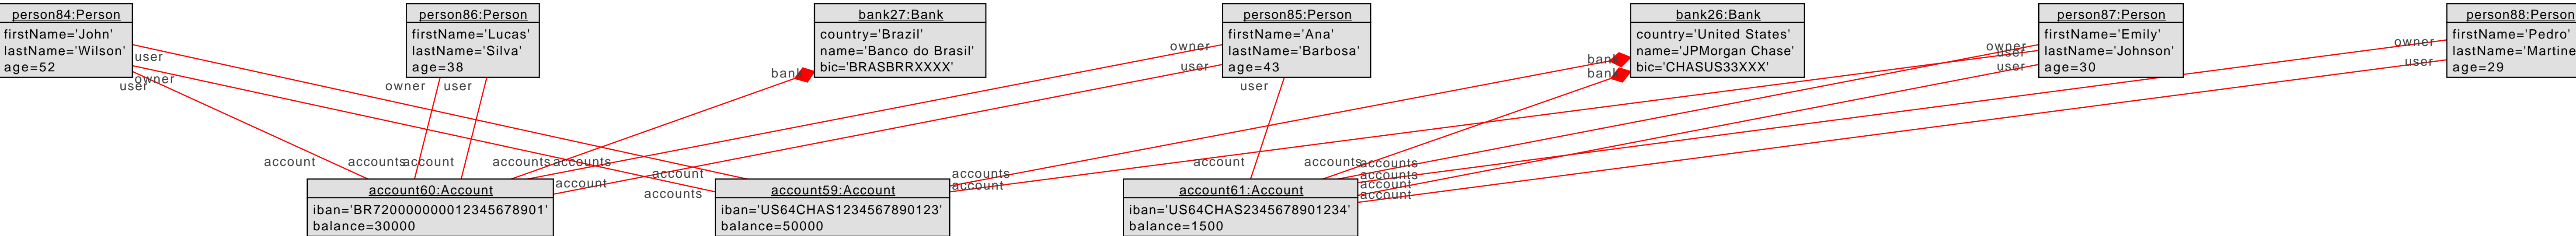 person84:Person
firstName='John'
lastName='Wilson'
age=52
person86:Person
firstName='Lucas'
lastName='Silva'
age=38
bank27:Bank
country='Brazil'
name='Banco do Brasil'
bic='BRASBRRXXXX'
person85:Person
firstName='Ana'
lastName='Barbosa'
age=43
bank26:Bank
country='United States'
name='JPMorgan Chase'
bic='CHASUS33XXX'
person87:Person
firstName='Emily'
lastName='Johnson'
age=30
person88:Person
firstName='Pedro'
lastName='Martine
age=29
user
owner
user
owner
user
bank
owner
user
user
bank
bank
owner
user
user
owner
user
account
accounts
account
accounts
accounts
account
account
accounts
accounts
account
account
accounts
accounts
accounts
account
account
account60:Account
iban='BR720000000012345678901'
balance=30000
account59:Account
iban='US64CHAS1234567890123'
balance=50000
account61:Account
iban='US64CHAS2345678901234'
balance=1500